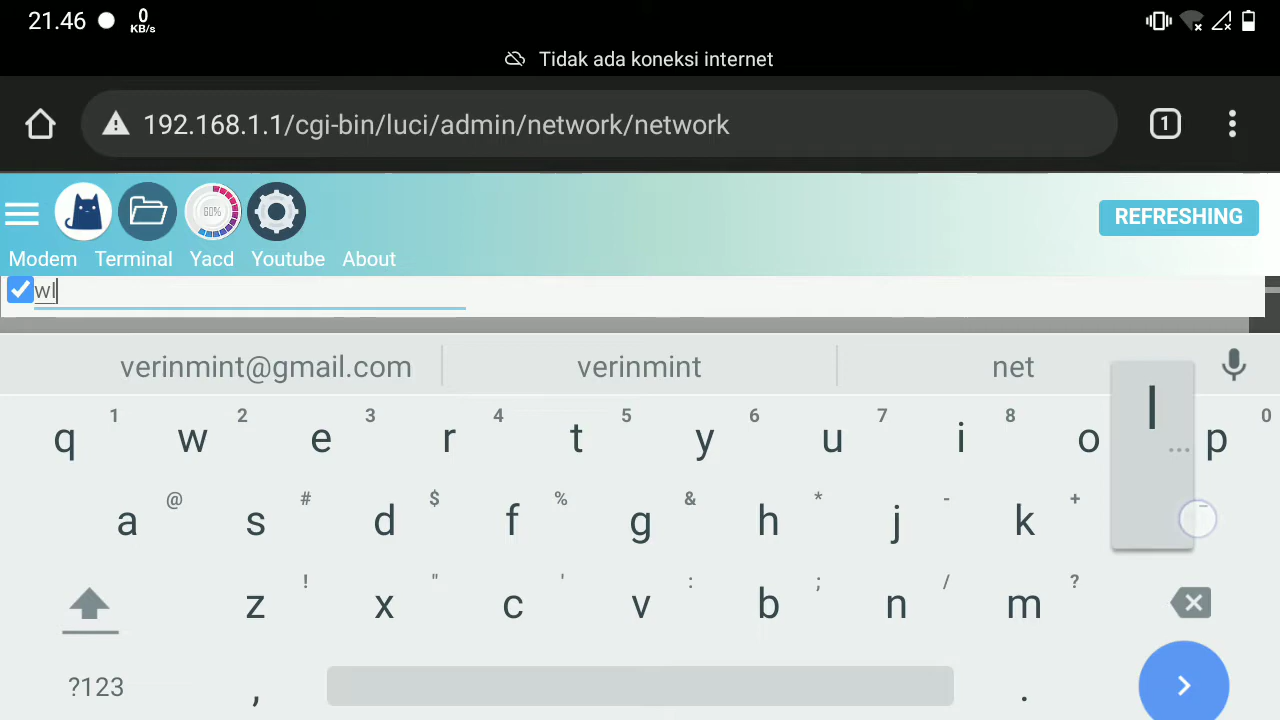 21.46 0 KB/s
Tidak ada koneksi internet
192.168.1.1/cgi-bin/luci/admin/network/network 1
60%
REFRESHING
Modem Terminal Yacd Youtube About
wl
verinmint@gmail.com verinmint net
1 2 3 4 5 6 7 8 0
q w e r t y u i o l p
...
@ # $ % & * - + _
a s d f g h j k
! " ' : ; / ?
z x c v b n m
?123 , .